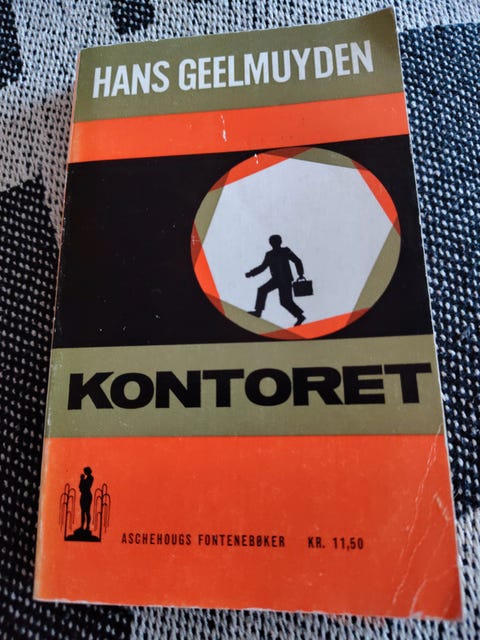 HANS GEELMUYDEN
KONTORET
ASCHEHOUGS FONTENEBØKER KR. 11,50